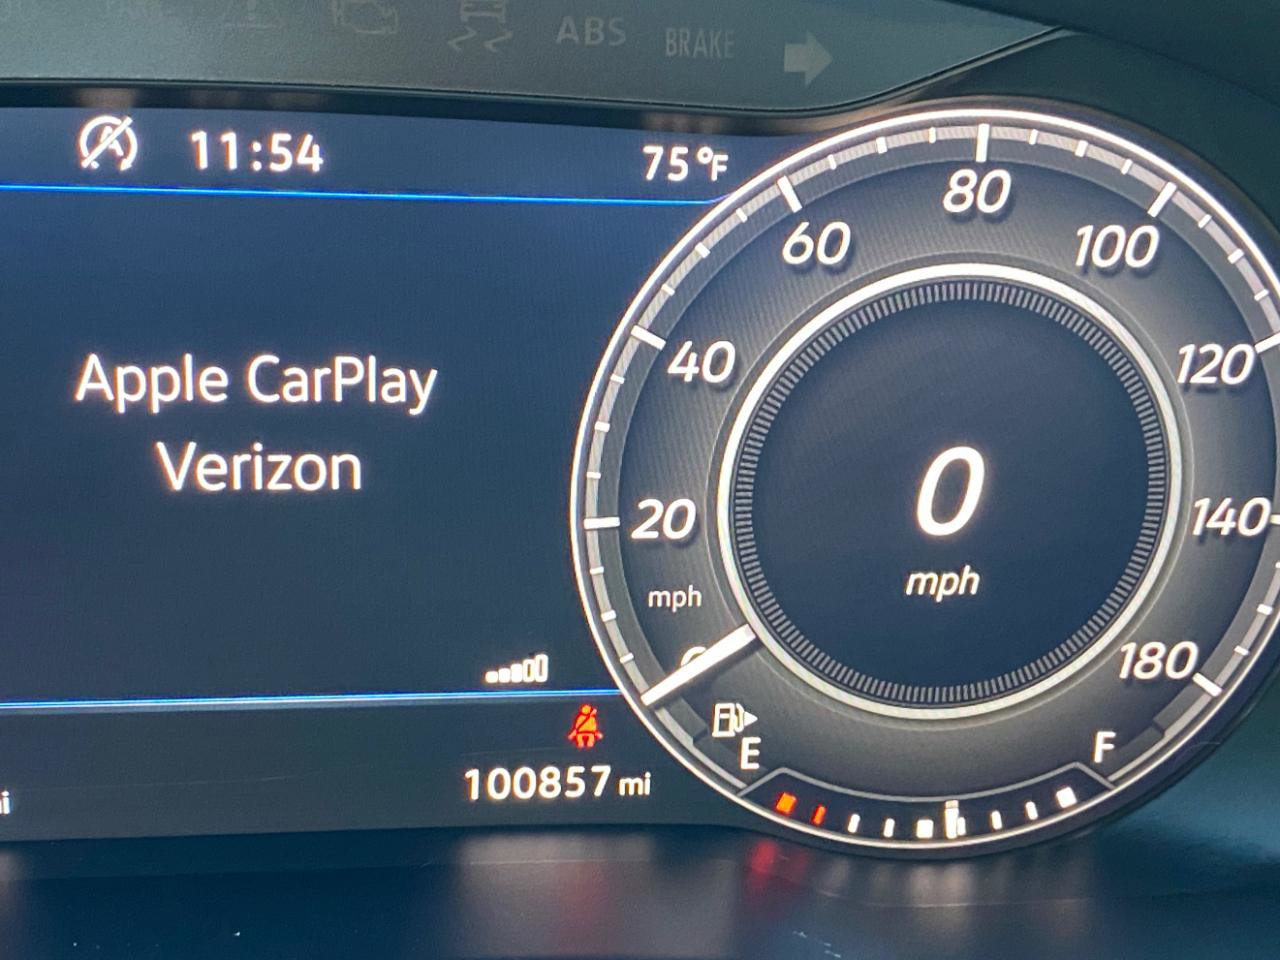 PARK
ABS
BRAKE
11:54
75°F
Apple CarPlay
Verizon
20
40
60
80
100
120
140
180
mph
0
mph
E
F
100857 mi